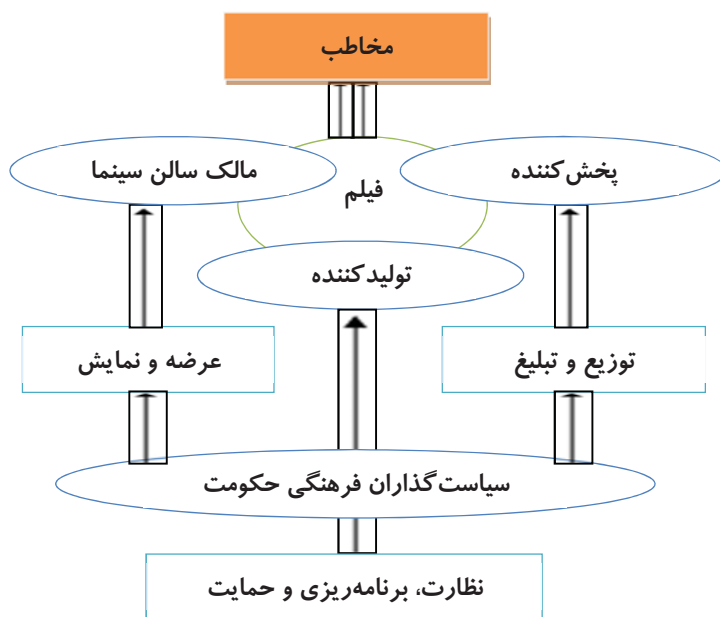 مخاطب
پخش‌کننده
مالک سالن سینما
فیلم
تولیدکننده
توزیع و تبلیغ
عرضه و نمایش
سیاست‌گذاران فرهنگی حکومت
نظارت، برنامه‌ریزی و حمایت